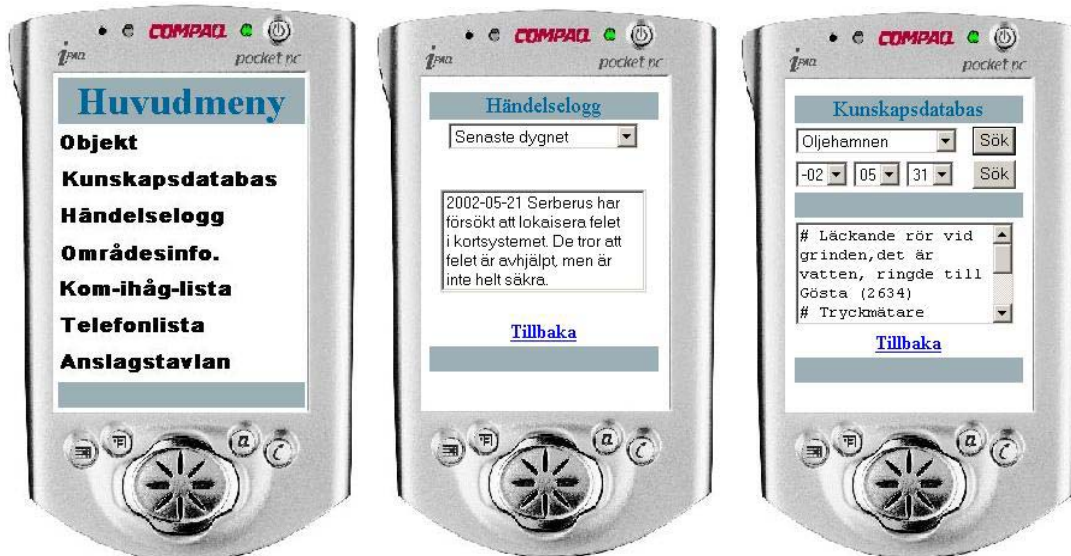 COMPAQ
iPAQ
pocket pc
Huvudmeny
Objekt
Kunskapsdatabas
Händelselogg
Områdesinfo.
Kom-ihåg-lista
Telefonlista
Anslagstavlan
COMPAQ
iPAQ
pocket pc
Händelselogg
Senaste dygnet
2002-05-21 Serberus har
försökt att lokaisera felet
i kortsystemet. De tror att
felet är avhjälpt, men är
inte helt säkra.
Tillbaka
COMPAQ
iPAQ
pocket pc
Kunskapsdatabas
Oljehamnen Sök
-02 05 31 Sök
# Läckande rör vid
grinden,det är
vatten, ringde till
Gösta (2634)
# Tryckmätare
Tillbaka